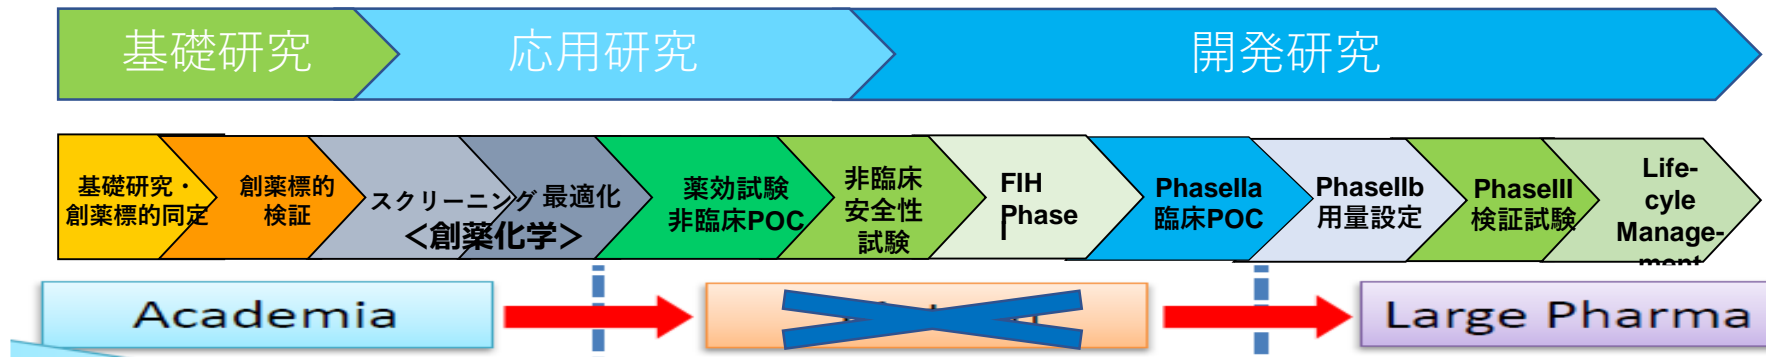 基礎研究
応用研究
開発研究
基礎研究・
創薬標的同定
創薬標的
検証
スクリーニング
最適化
＜創薬化学＞
薬効試験
非臨床POC
非臨床
安全性
試験
FIH
Phase
I
PhaseIIa
臨床POC
PhaseIIb
用量設定
PhaseIII
検証試験
Life-
cyle
Manage-
ment
Academia
Large Pharma